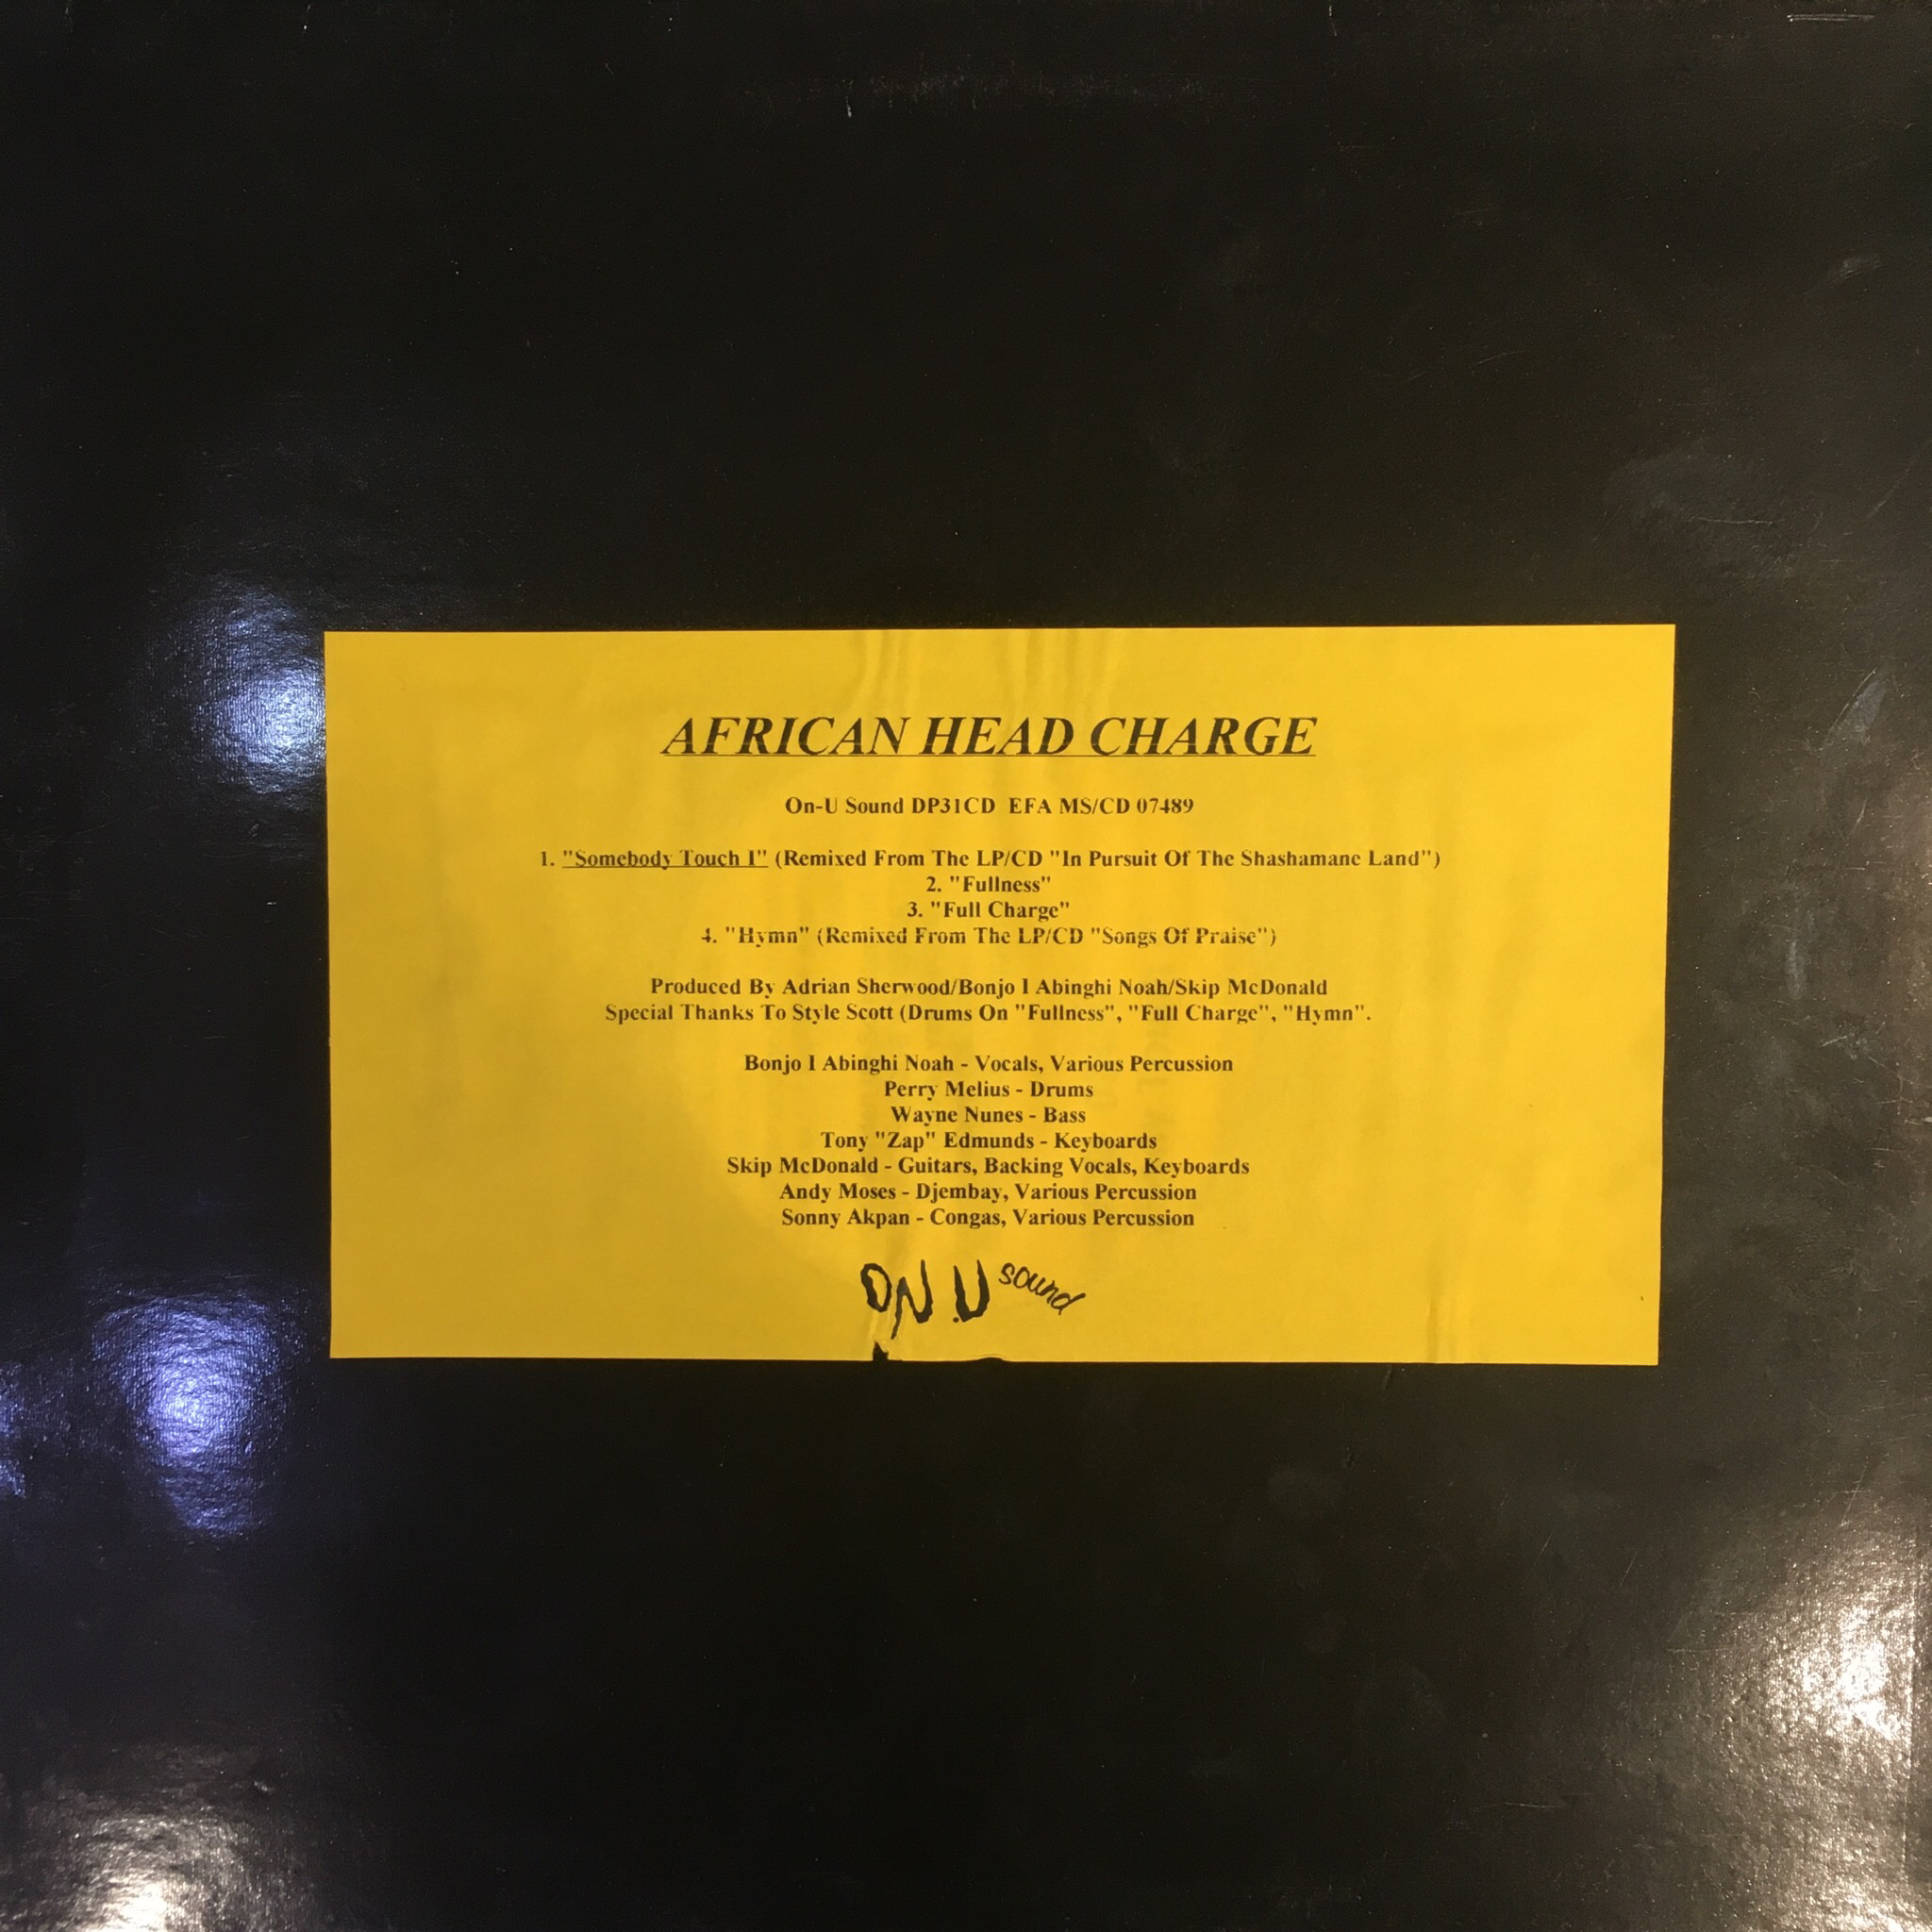 AFRICAN HEAD CHARGE
On-U Sound DP31CD EFA MS/CD 07489
1. "Somebody Touch I" (Remixed From The LP/CD "In Pursuit Of The Shashamane Land")
2. "Fullness"
3. "Full Charge"
4. "Hymn" (Remixed From The LP/CD "Songs Of Praise")
Produced By Adrian Sherwood/Bonjo I Abinghi Noah/Skip McDonald
Special Thanks To Style Scott (Drums On "Fullness", "Full Charge", "Hymn".
Bonjo I Abinghi Noah - Vocals, Various Percussion
Perry Melius - Drums
Wayne Nunes - Bass
Tony "Zap" Edmunds - Keyboards
Skip McDonald - Guitars, Backing Vocals, Keyboards
Andy Moses - Djembay, Various Percussion
Sonny Akpan - Congas, Various Percussion
ON.U sound